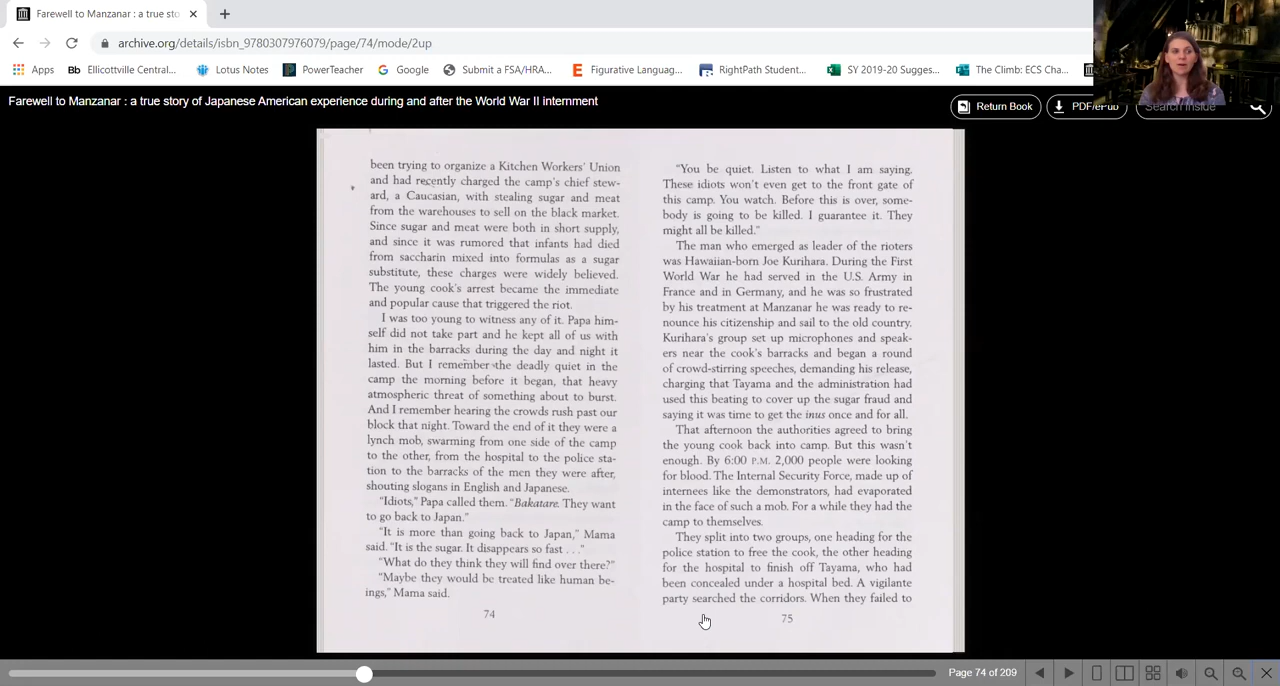 Farewell to Manzanar : a true sto
archive.org/details/isbn_9780307976079/page/74/mode/2up
Apps
Bb Ellicottville Central...
Lotus Notes
PowerTeacher
Google
Submit a FSA/HRA...
Figurative Languag...
RightPath Student...
SY 2019-20 Sugges...
The Climb: ECS Cha...
Farewell to Manzanar : a true story of Japanese American experience during and after the World War II internment
Return Book
PDF/ePub
Search inside
been trying to organize a Kitchen Workers' Union
and had recently charged the camp's chief stew-
ard, a Caucasian, with stealing sugar and meat
from the warehouses to sell on the black market.
Since sugar and meat were both in short supply,
and since it was rumored that infants had died
from saccharin mixed into formulas as a sugar
substitute, these charges were widely believed.
The young cook's arrest became the immediate
and popular cause that triggered the riot.
I was too young to witness any of it. Papa him-
self did not take part and he kept all of us with
him in the barracks during the day and night it
lasted. But I remember the deadly quiet in the
camp the morning before it began, that heavy
atmospheric threat of something about to burst.
And I remember hearing the crowds rush past our
block that night. Toward the end of it they were a
lynch mob, swarming from one side of the camp
to the other, from the hospital to the police sta-
tion to the barracks of the men they were after,
shouting slogans in English and Japanese.
"Idiots," Papa called them. "Bakatare. They want
to go back to Japan."
"It is more than going back to Japan," Mama
said. "It is the sugar. It disappears so fast . . ."
"What do they think they will find over there?"
"Maybe they would be treated like human be-
ings," Mama said.
74
"You be quiet. Listen to what I am saying.
These idiots won't even get to the front gate of
this camp. You watch. Before this is over, some-
body is going to be killed. I guarantee it. They
might all be killed."
The man who emerged as leader of the rioters
was Hawaiian-born Joe Kurihara. During the First
World War he had served in the U.S. Army in
France and in Germany, and he was so frustrated
by his treatment at Manzanar he was ready to re-
nounce his citizenship and sail to the old country.
Kurihara's group set up microphones and speak-
ers near the cook's barracks and began a round
of crowd-stirring speeches, demanding his release,
charging that Tayama and the administration had
used this beating to cover up the sugar fraud and
saying it was time to get the inus once and for all.
That afternoon the authorities agreed to bring
the young cook back into camp. But this wasn't
enough. By 6:00 P.M. 2,000 people were looking
for blood. The Internal Security Force, made up of
internees like the demonstrators, had evaporated
in the face of such a mob. For a while they had the
camp to themselves.
They split into two groups, one heading for the
police station to free the cook, the other heading
for the hospital to finish off Tayama, who had
been concealed under a hospital bed. A vigilante
party searched the corridors. When they failed to
75
Page 74 of 209